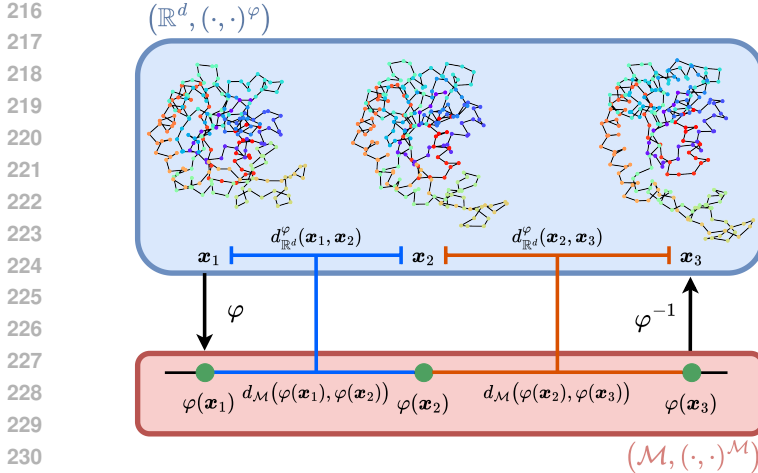 216
(ℝᵈ, (·,·)ᵠ)
217
218
219
220
221
222
223
d^φ_{ℝ^d}(x₁, x₂) d^φ_{ℝ^d}(x₂, x₃)
224
x₁ x₂ x₃
225
226
φ φ⁻¹
227
228
d_ℳ(φ(x₁), φ(x₂)) d_ℳ(φ(x₂), φ(x₃))
φ(x₁) φ(x₂) φ(x₃)
229
230
(ℳ, (·,·)^ℳ)